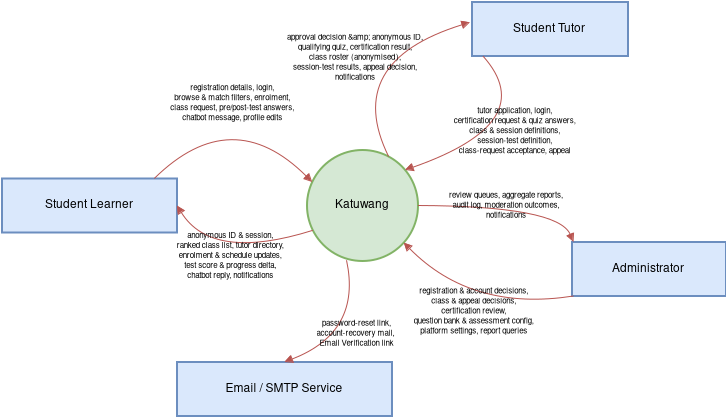 Student Tutor
approval decision &amp; anonymous ID,
qualifying quiz, certification result,
class roster (anonymised),
session-test results, appeal decision,
notifications
registration details, login,
browse & match filters, enrolment,
class request, pre/post-test answers,
chatbot message, profile edits
tutor application, login,
certification request & quiz answers,
class & session definitions,
session-test definition,
class-request acceptance, appeal
Student Learner
Katuwang
review queues, aggregate reports,
audit log, moderation outcomes,
notifications
anonymous ID & session,
ranked class list, tutor directory,
enrolment & schedule updates,
test score & progress delta,
chatbot reply, notifications
Administrator
registration & account decisions,
class & appeal decisions,
certification review,
question bank & assessment config,
platform settings, report queries
password-reset link,
account-recovery mail,
Email Verification link
Email / SMTP Service